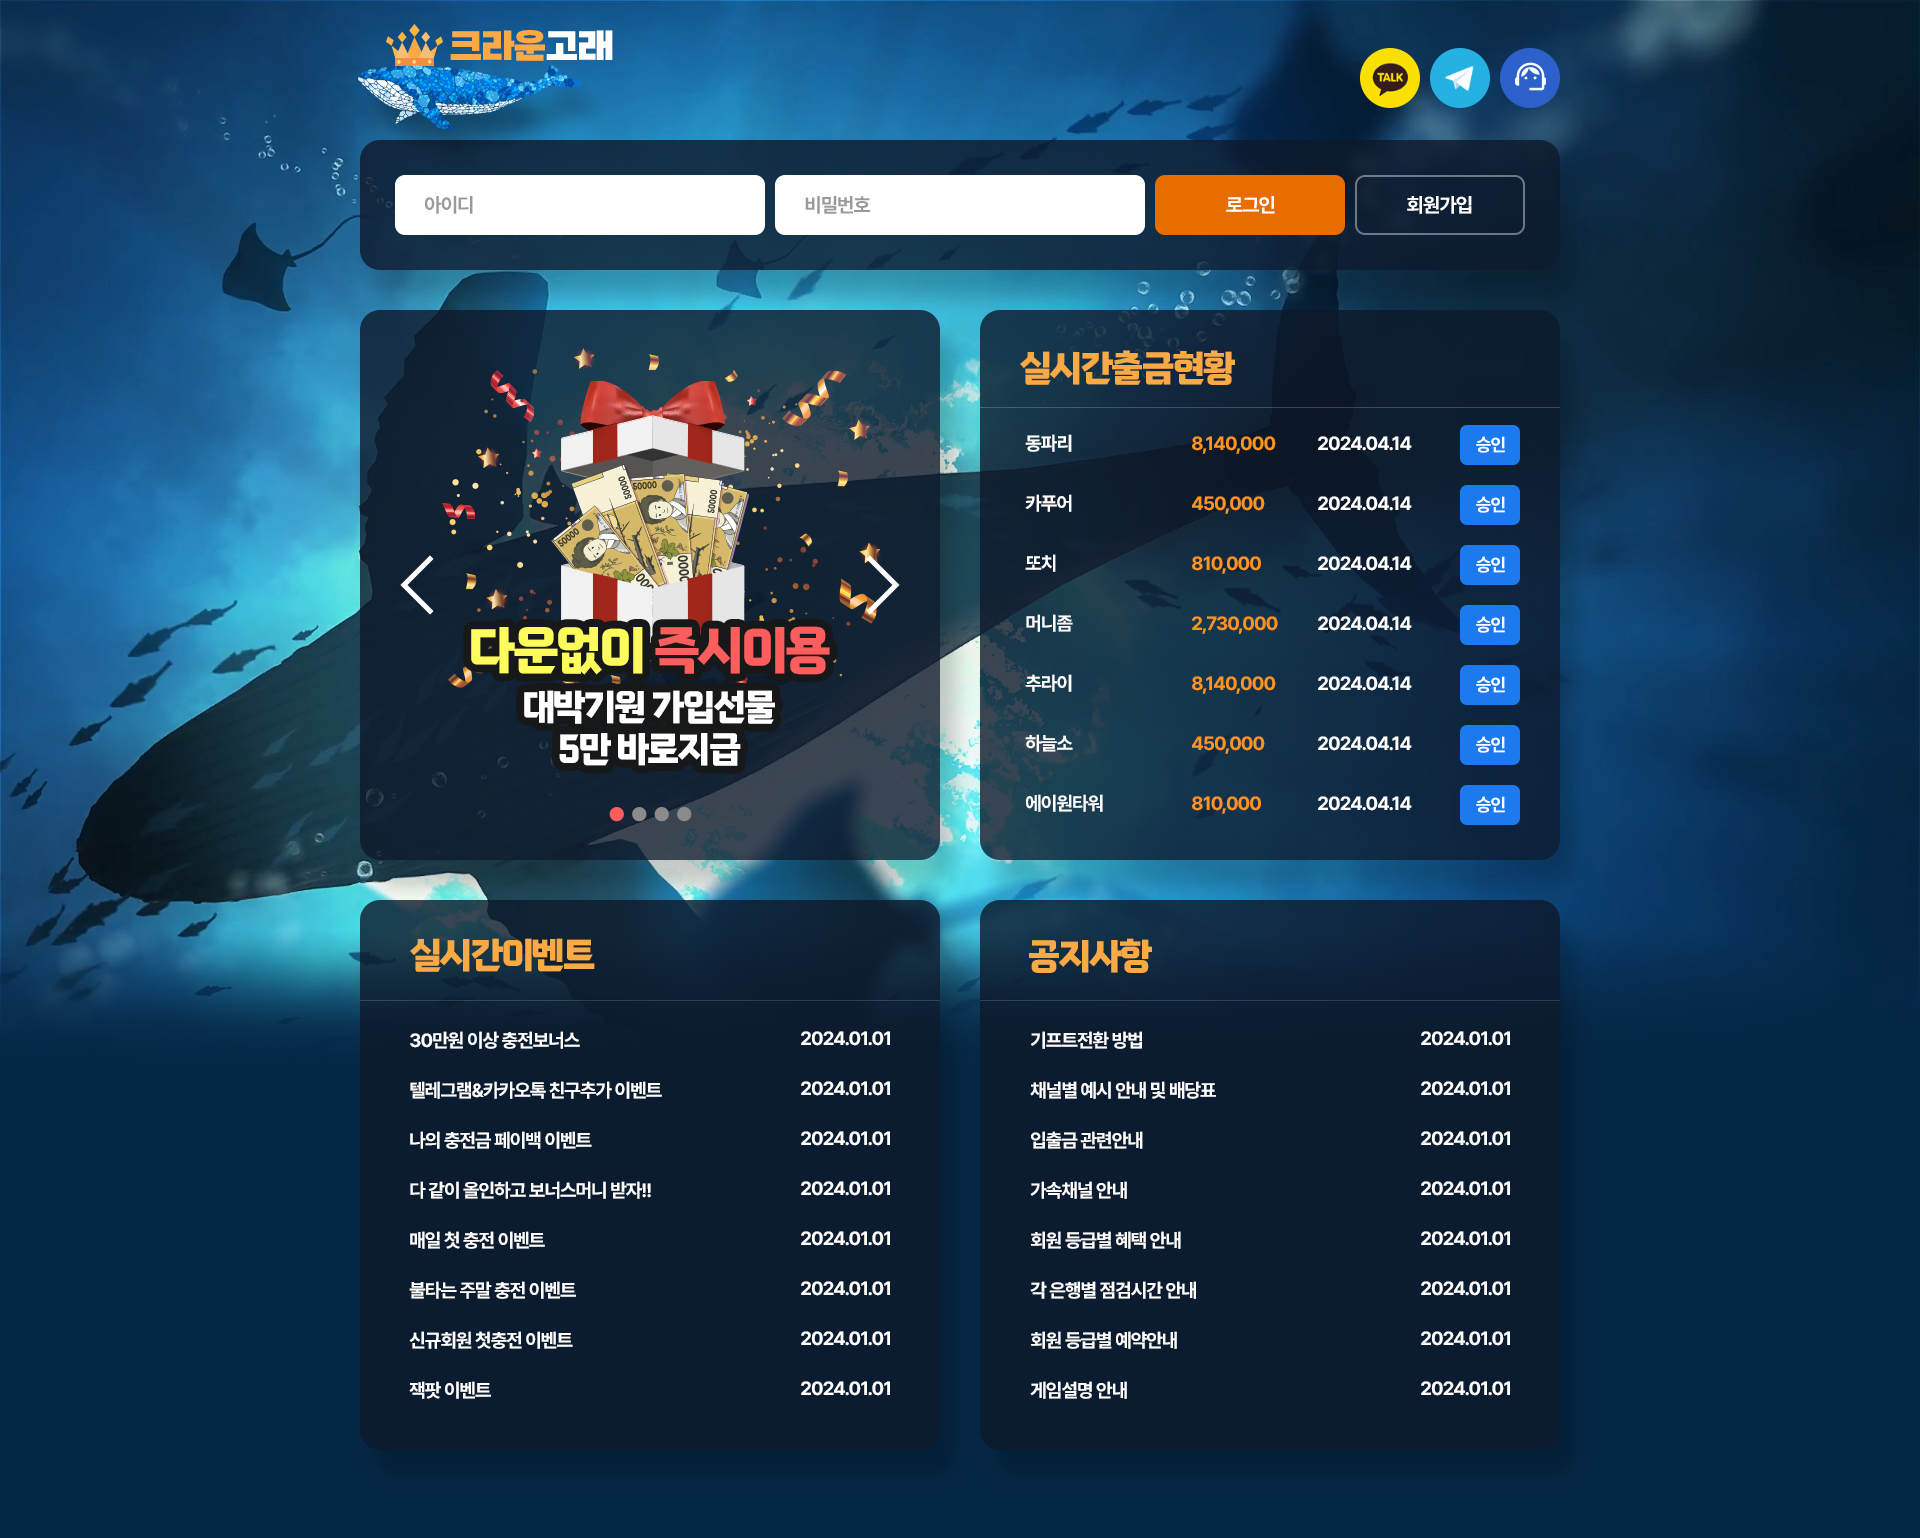 크라운고래
TALK
아이디
비밀번호
로그인
회원가입
50000
50000
50000
50000
다운없이 즉시이용
대박기원 가입선물
5만 바로지급
실시간출금현황
동파리 8,140,000 2024.04.14 승인
카푸어 450,000 2024.04.14 승인
또치 810,000 2024.04.14 승인
머니좀 2,730,000 2024.04.14 승인
추라이 8,140,000 2024.04.14 승인
하늘소 450,000 2024.04.14 승인
에이원타워 810,000 2024.04.14 승인
실시간이벤트
30만원 이상 충전보너스 2024.01.01
텔레그램&카카오톡 친구추가 이벤트 2024.01.01
나의 충전금 페이백 이벤트 2024.01.01
다 같이 올인하고 보너스머니 받자!! 2024.01.01
매일 첫 충전 이벤트 2024.01.01
불타는 주말 충전 이벤트 2024.01.01
신규회원 첫충전 이벤트 2024.01.01
잭팟 이벤트 2024.01.01
공지사항
기프트전환 방법 2024.01.01
채널별 예시 안내 및 배당표 2024.01.01
입출금 관련안내 2024.01.01
가속채널 안내 2024.01.01
회원 등급별 혜택 안내 2024.01.01
각 은행별 점검시간 안내 2024.01.01
회원 등급별 예약안내 2024.01.01
게임설명 안내 2024.01.01